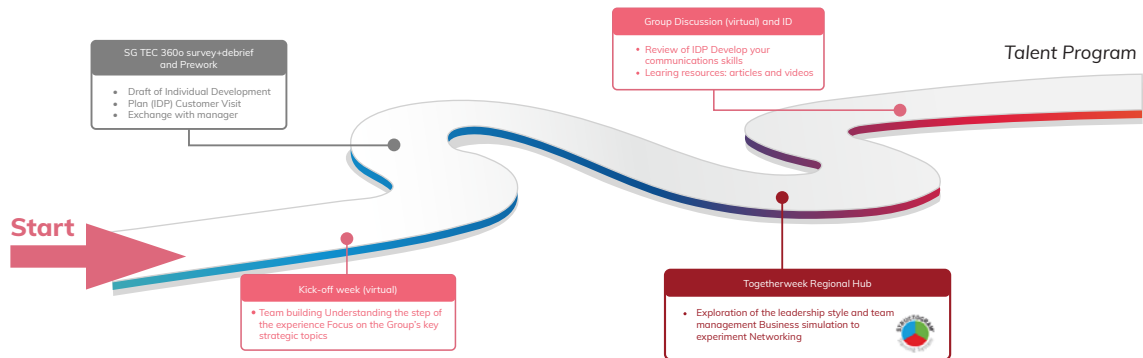 Talent Program
Start
SG TEC 360o survey+debrief
and Prework
Draft of Individual Development
Plan (IDP) Customer Visit
Exchange with manager
Kick-off week (virtual)
Team building Understanding the step of
the experience Focus on the Group's key
strategic topics
Togetherweek Regional Hub
Exploration of the leadership style and team
management Business simulation to
experiment Networking
STRUCTOGRAM
Group Discussion (virtual) and ID
Review of IDP Develop your
communications skills
Learing resources: articles and videos